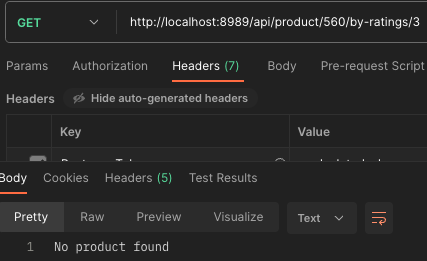 GET http://localhost:8989/api/product/560/by-ratings/3
Params Authorization Headers (7) Body Pre-request Script
Headers Hide auto-generated headers
Key Value
Body Cookies Headers (5) Test Results
Pretty Raw Preview Visualize Text
1 No product found